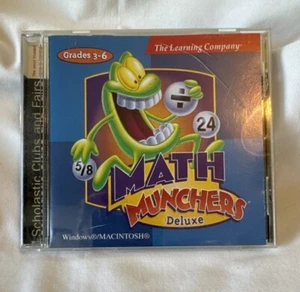 Grades 3-6
The Learning Company®
÷
24
5/8
MATH
MUNCHERS
Deluxe
Windows®/MACINTOSH®
Scholastic Clubs and Fairs